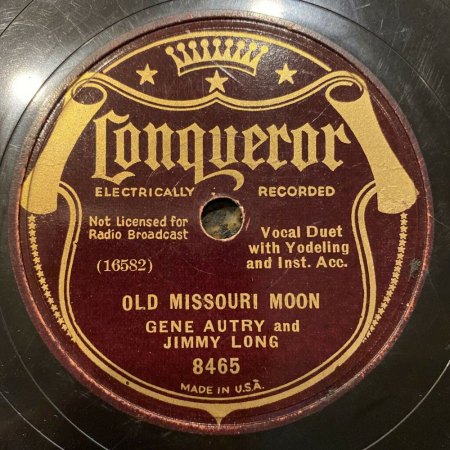 Conqueror
ELECTRICALLY RECORDED
Not Licensed for
Radio Broadcast
(16582)
Vocal Duet
with Yodeling
and Inst. Acc.
OLD MISSOURI MOON
GENE AUTRY and
JIMMY LONG
8465
MADE IN U.S.A.